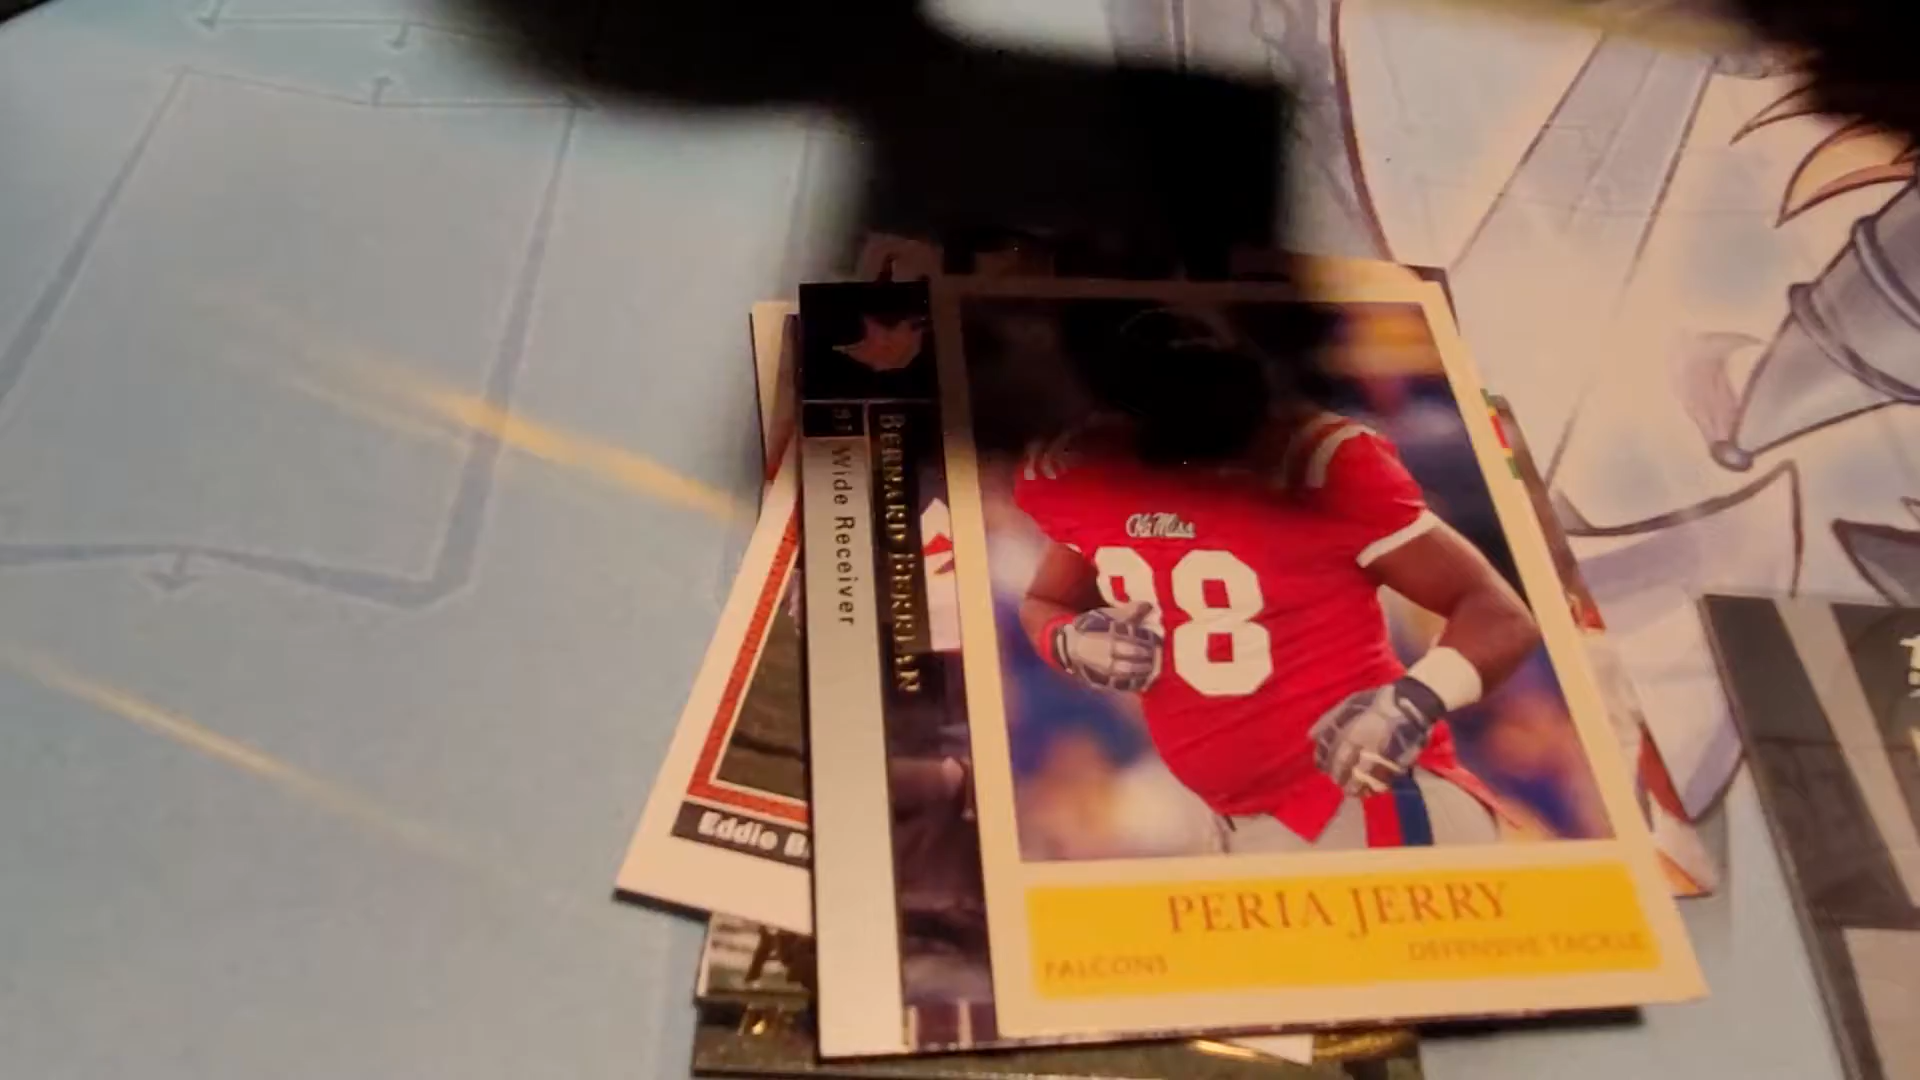 BERNARD BERRIAN
Wide Receiver
Ole Miss
98
PERIA JERRY
FALCONS
DEFENSIVE TACKLE
Eddie B
A